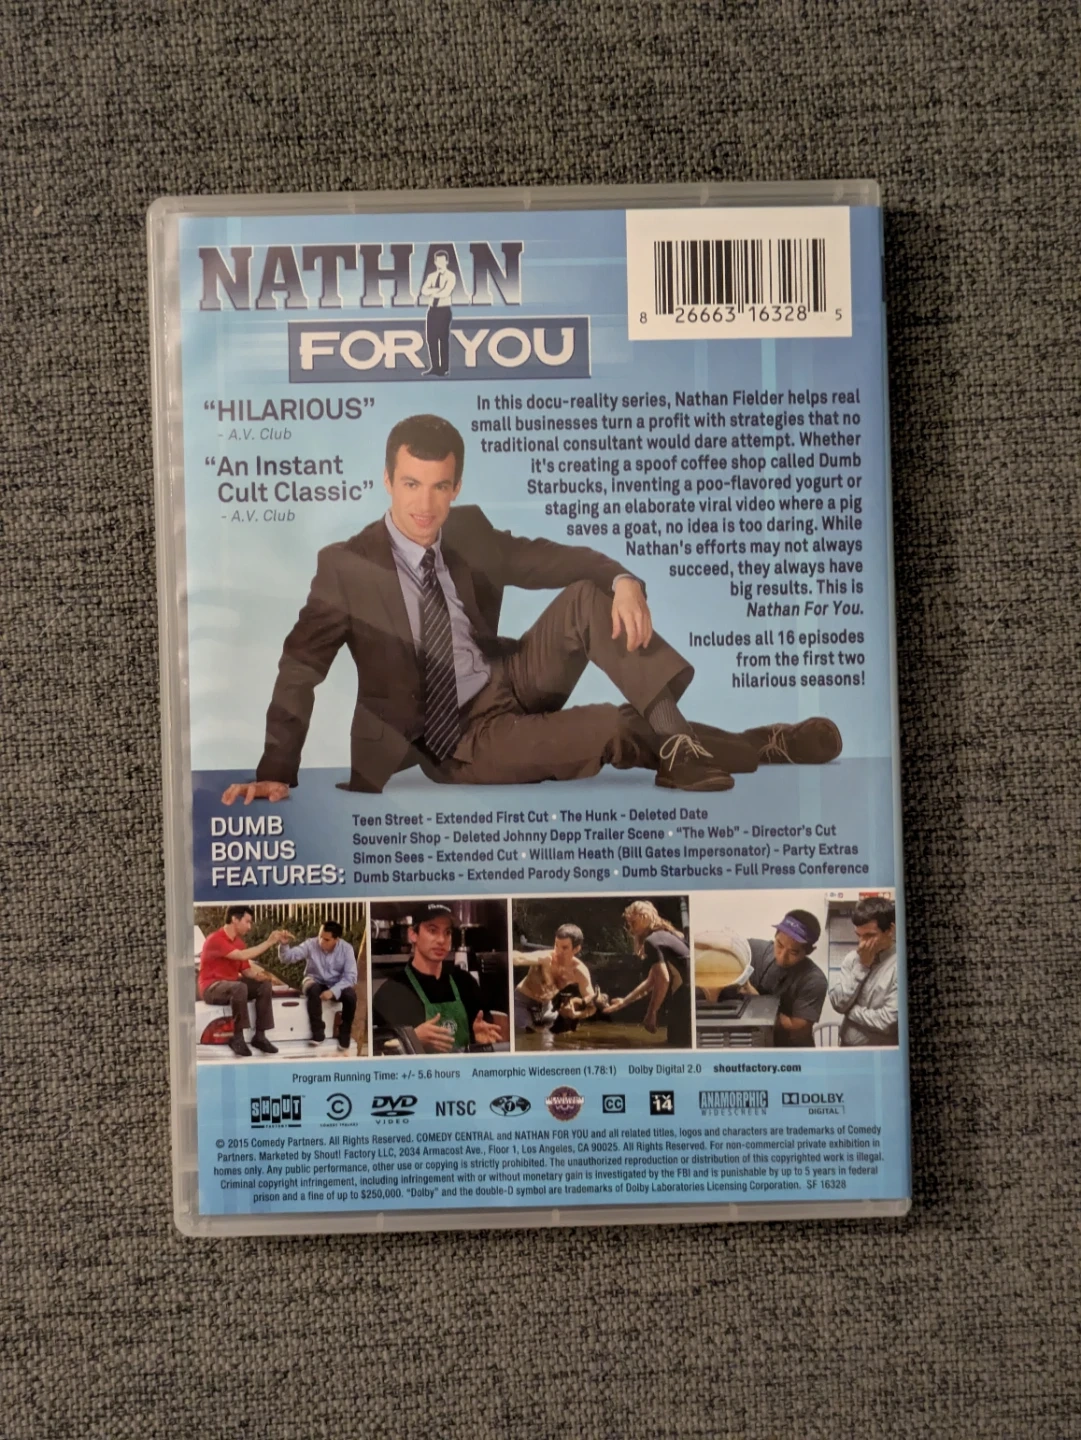 NATHAN
FOR YOU
8 26663 16328 5
"HILARIOUS"
- A.V. Club
"An Instant
Cult Classic"
- A.V. Club
In this docu-reality series, Nathan Fielder helps real
small businesses turn a profit with strategies that no
traditional consultant would dare attempt. Whether
it's creating a spoof coffee shop called Dumb
Starbucks, inventing a poo-flavored yogurt or
staging an elaborate viral video where a pig
saves a goat, no idea is too daring. While
Nathan's efforts may not always
succeed, they always have
big results. This is
Nathan For You.
Includes all 16 episodes
from the first two
hilarious seasons!
DUMB
BONUS
FEATURES:
Teen Street - Extended First Cut • The Hunk - Deleted Date
Souvenir Shop - Deleted Johnny Depp Trailer Scene • "The Web" - Director's Cut
Simon Sees - Extended Cut • William Heath (Bill Gates Impersonator) - Party Extras
Dumb Starbucks - Extended Parody Songs • Dumb Starbucks - Full Press Conference
Program Running Time: +/- 5.6 hours Anamorphic Widescreen (1.78:1) Dolby Digital 2.0 shoutfactory.com
SHOUT FACTORY DVD VIDEO NTSC 1 CC TV 14 ANAMORPHIC WIDESCREEN DOLBY DIGITAL
© 2015 Comedy Partners. All Rights Reserved. COMEDY CENTRAL and NATHAN FOR YOU and all related titles, logos and characters are trademarks of Comedy
Partners. Marketed by Shout! Factory LLC, 2034 Armacost Ave., Floor 1, Los Angeles, CA 90025. All Rights Reserved. For non-commercial private exhibition in
homes only. Any public performance, other use or copying is strictly prohibited. The unauthorized reproduction or distribution of this copyrighted work is illegal.
Criminal copyright infringement, including infringement with or without monetary gain is investigated by the FBI and is punishable by up to 5 years in federal
prison and a fine of up to $250,000. "Dolby" and the double-D symbol are trademarks of Dolby Laboratories Licensing Corporation. SF 16328